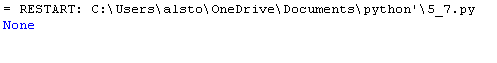 = RESTART: C:\Users\alsto\OneDrive\Documents\python'\5_7.py
None